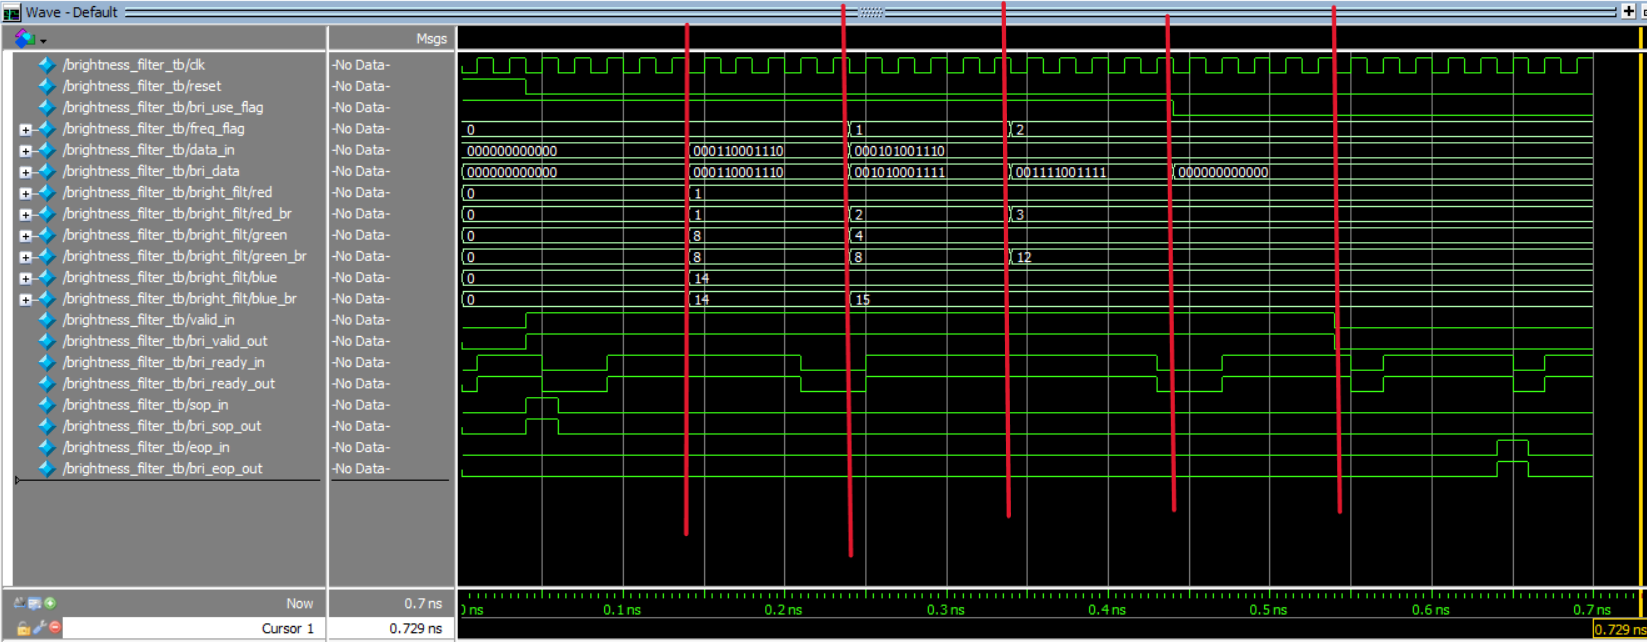 Wave - Default
Msgs
/brightness_filter_tb/clk -No Data-
/brightness_filter_tb/reset -No Data-
/brightness_filter_tb/bri_use_flag -No Data-
/brightness_filter_tb/freq_flag -No Data- 0 1 2
/brightness_filter_tb/data_in -No Data- 000000000000 000110001110 000101001110
/brightness_filter_tb/bri_data -No Data- 000000000000 000110001110 001010001111 001111001111 000000000000
/brightness_filter_tb/bright_filt/red -No Data- 0 1
/brightness_filter_tb/bright_filt/red_br -No Data- 0 1 2 3
/brightness_filter_tb/bright_filt/green -No Data- 0 8 4
/brightness_filter_tb/bright_filt/green_br -No Data- 0 8 8 12
/brightness_filter_tb/bright_filt/blue -No Data- 0 14
/brightness_filter_tb/bright_filt/blue_br -No Data- 0 14 15
/brightness_filter_tb/valid_in -No Data-
/brightness_filter_tb/bri_valid_out -No Data-
/brightness_filter_tb/bri_ready_in -No Data-
/brightness_filter_tb/bri_ready_out -No Data-
/brightness_filter_tb/sop_in -No Data-
/brightness_filter_tb/bri_sop_out -No Data-
/brightness_filter_tb/eop_in -No Data-
/brightness_filter_tb/bri_eop_out -No Data-
Now 0.7 ns ns 0.1 ns 0.2 ns 0.3 ns 0.4 ns 0.5 ns 0.6 ns 0.7 ns
Cursor 1 0.729 ns 0.729 ns